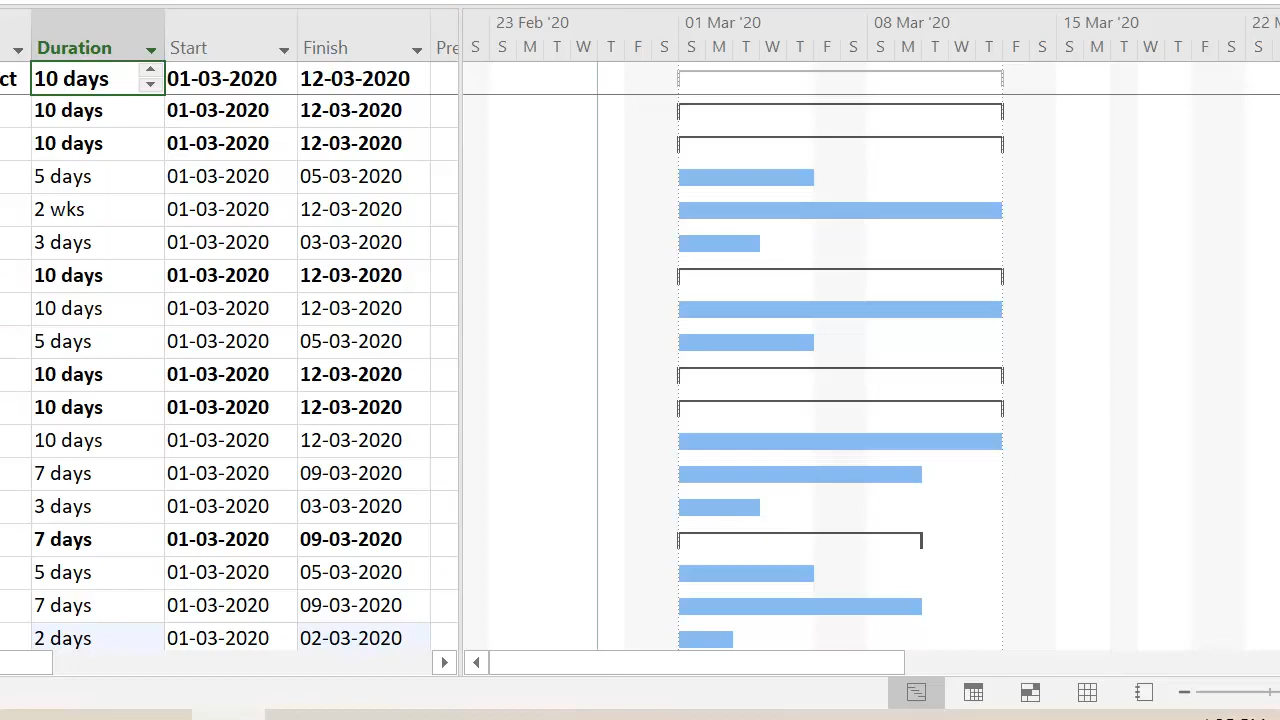 23 Feb '20 01 Mar '20 08 Mar '20 15 Mar '20 22 M
Duration Start Finish Pre S S M T W T F S S M T W T F S S M T W T F S S M T W T F S S
ct 10 days 01-03-2020 12-03-2020
10 days 01-03-2020 12-03-2020
10 days 01-03-2020 12-03-2020
5 days 01-03-2020 05-03-2020
2 wks 01-03-2020 12-03-2020
3 days 01-03-2020 03-03-2020
10 days 01-03-2020 12-03-2020
10 days 01-03-2020 12-03-2020
5 days 01-03-2020 05-03-2020
10 days 01-03-2020 12-03-2020
10 days 01-03-2020 12-03-2020
10 days 01-03-2020 12-03-2020
7 days 01-03-2020 09-03-2020
3 days 01-03-2020 03-03-2020
7 days 01-03-2020 09-03-2020
5 days 01-03-2020 05-03-2020
7 days 01-03-2020 09-03-2020
2 days 01-03-2020 02-03-2020